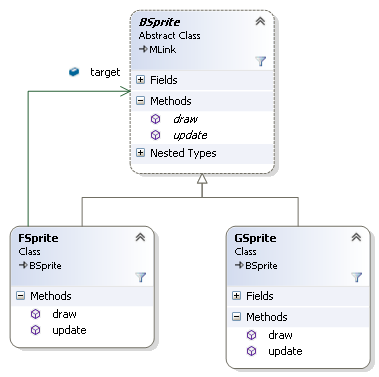 BSprite
Abstract Class
MLink
target
Fields
Methods
draw
update
Nested Types
FSprite
Class
BSprite
Methods
draw
update
GSprite
Class
BSprite
Fields
Methods
draw
update